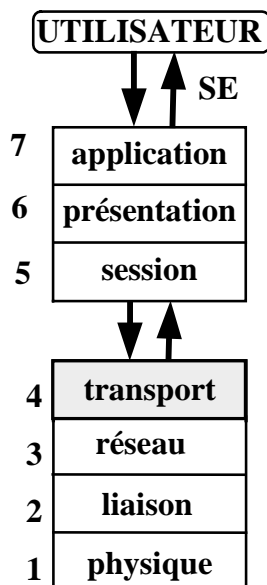 UTILISATEUR
SE
7 application
6 présentation
5 session
4 transport
3 réseau
2 liaison
1 physique